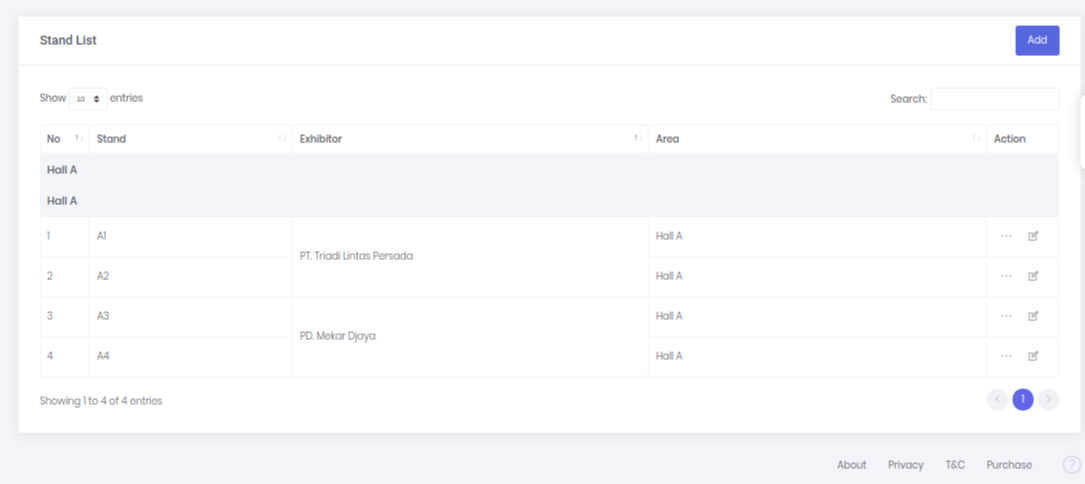 Stand List
Add
Show 10 entries
Search:
No Stand Exhibitor Area Action
Hall A
Hall A
1 A1 PT. Triadi Lintas Persada Hall A
2 A2 Hall A
3 A3 PD. Mekar Djaya Hall A
4 A4 Hall A
Showing 1 to 4 of 4 entries
1
About Privacy T&C Purchase ?